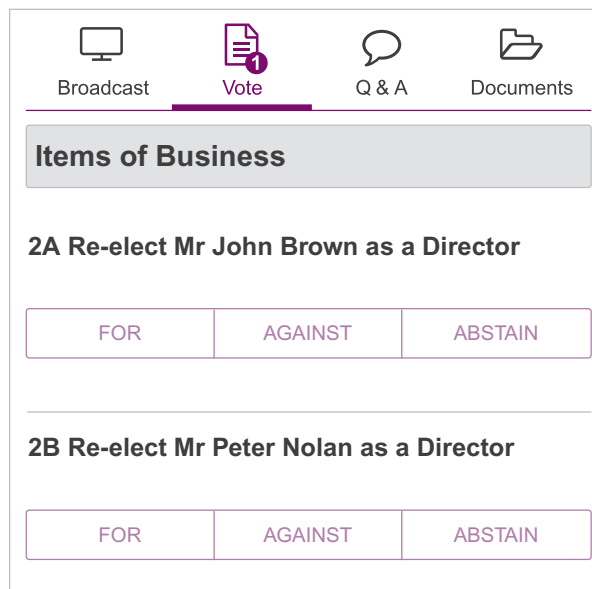 1
Broadcast Vote Q & A Documents
Items of Business
2A Re-elect Mr John Brown as a Director
FOR AGAINST ABSTAIN
2B Re-elect Mr Peter Nolan as a Director
FOR AGAINST ABSTAIN